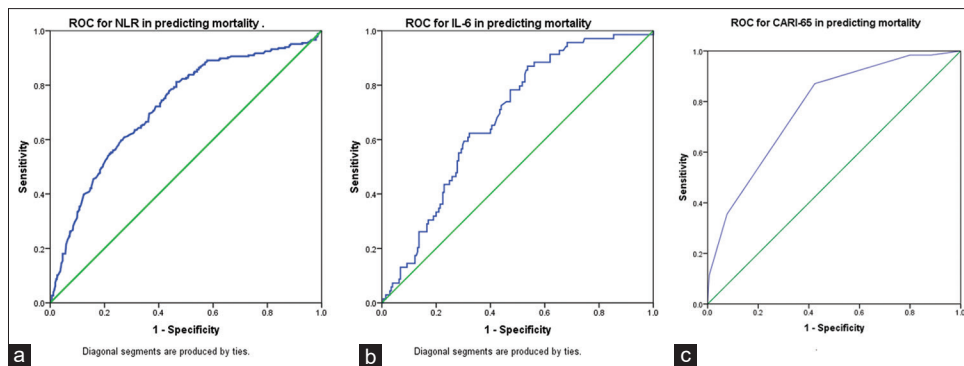 ROC for NLR in predicting mortality .
1.0
0.8
0.6
0.4
0.2
0.0
Sensitivity
0.0 0.2 0.4 0.6 0.8 1.0
1 - Specificity
Diagonal segments are produced by ties.
a
ROC for IL-6 in predicting mortality
1.0
0.8
0.6
0.4
0.2
0.0
Sensitivity
0.0 0.2 0.4 0.6 0.8 1.0
1 - Specificity
Diagonal segments are produced by ties.
b
ROC for CARI-65 in predicting mortality
1.0
0.8
0.6
0.4
0.2
0.0
Sensitivity
0.0 0.2 0.4 0.6 0.8 1.0
1 - Specificity
c